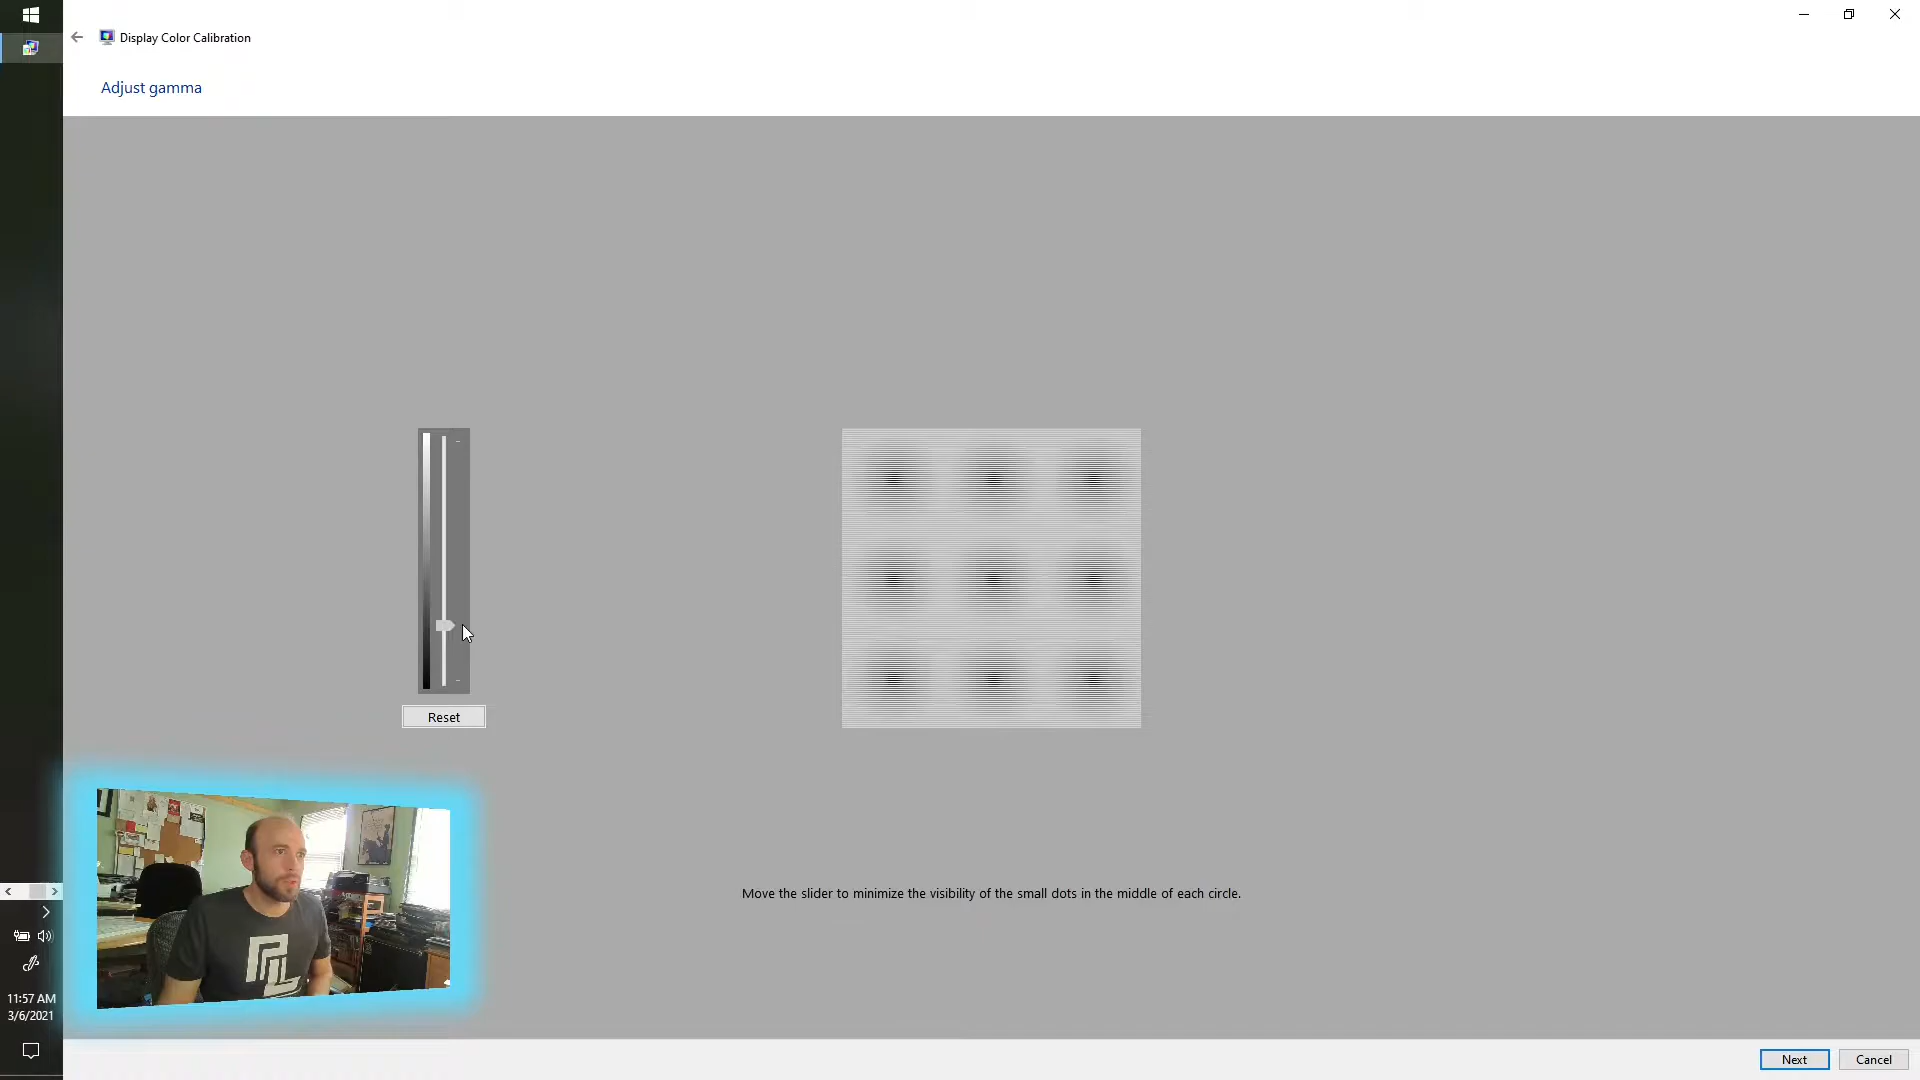 Display Color Calibration
Adjust gamma
Reset
Move the slider to minimize the visibility of the small dots in the middle of each circle.
11:57 AM
3/6/2021
Next
Cancel